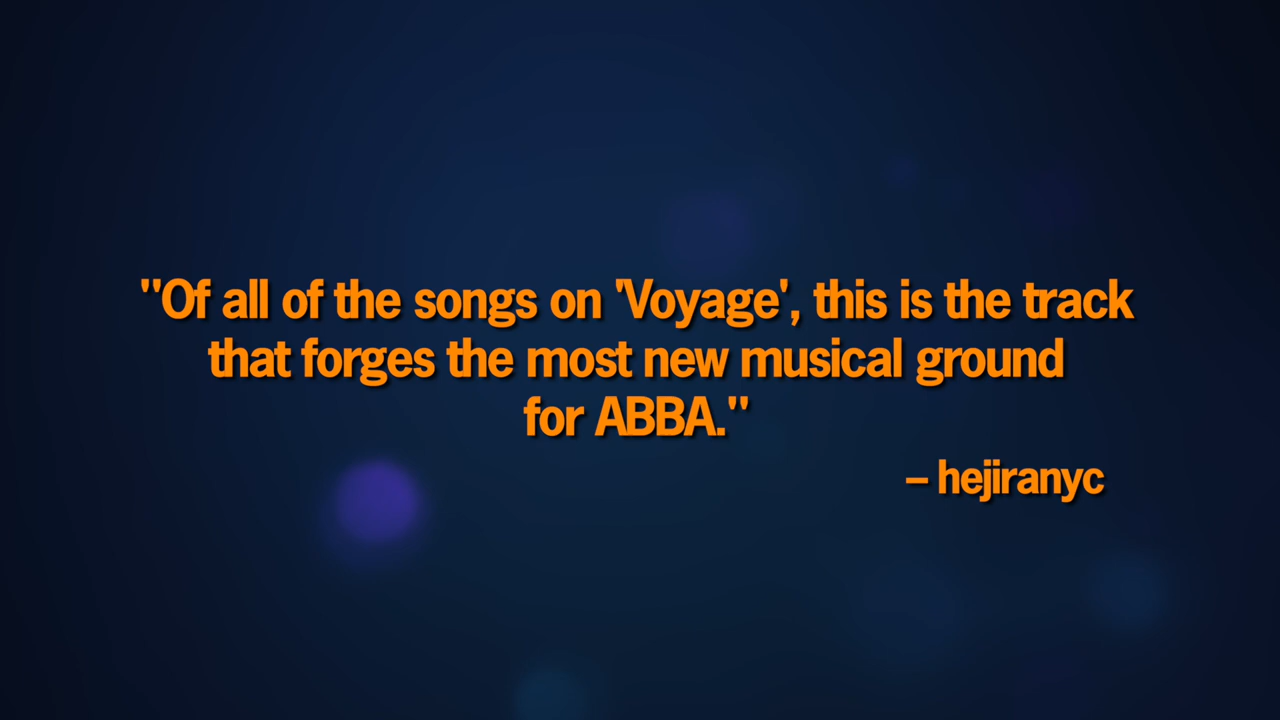 "Of all of the songs on 'Voyage', this is the track
that forges the most new musical ground
for ABBA."
– hejiranyc